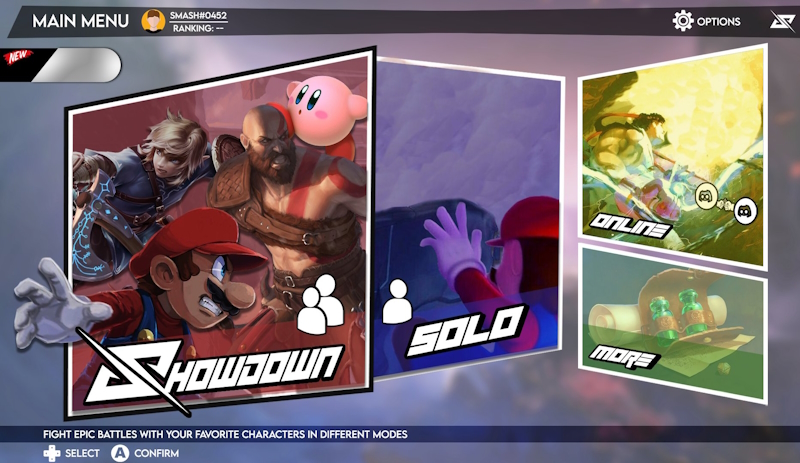 MAIN MENU
SMASH#0452
RANKING: --
OPTIONS
NEW
SHOWDOWN
SOLO
ONLINE
MORE
FIGHT EPIC BATTLES WITH YOUR FAVORITE CHARACTERS IN DIFFERENT MODES
SELECT
A CONFIRM